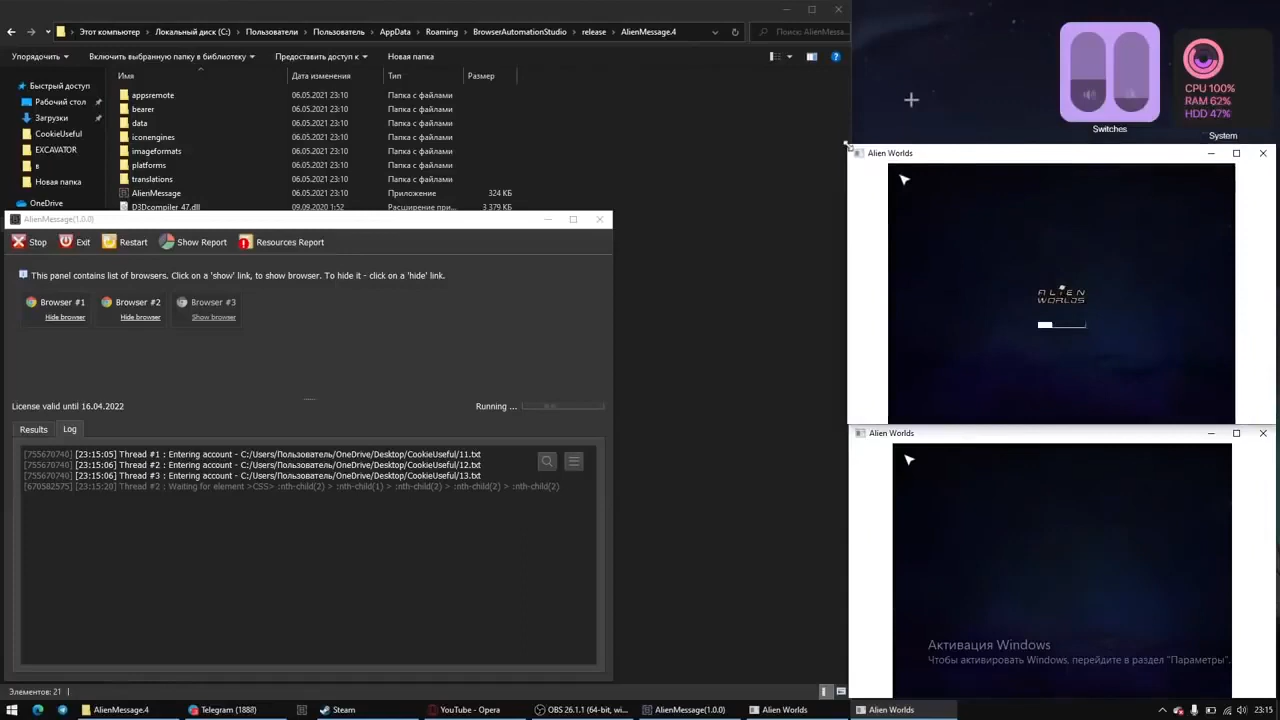 Этот компьютер
Локальный диск (C:)
Пользователи
Пользователь
AppData
Roaming
BrowserAutomationStudio
release
AlienMessage.4
Поиск: AlienMessa...
Упорядочить
Включить выбранную папку в библиотеку
Предоставить доступ к
Новая папка
Имя
Дата изменения
Тип
Размер
Быстрый доступ
Рабочий стол
Загрузки
CookieUseful
EXCAVATOR
в
Новая папка
OneDrive
appsremote 06.05.2021 23:10 Папка с файлами
bearer 06.05.2021 23:10 Папка с файлами
data 06.05.2021 23:10 Папка с файлами
iconengines 06.05.2021 23:10 Папка с файлами
imageformats 06.05.2021 23:10 Папка с файлами
platforms 06.05.2021 23:10 Папка с файлами
translations 06.05.2021 23:10 Папка с файлами
AlienMessage 06.05.2021 23:10 Приложение 324 КБ
D3Dcompiler_47.dll 09.09.2020 1:52 Расширение при... 3 379 КБ
AlienMessage(1.0.0)
Stop Exit Restart Show Report Resources Report
This panel contains list of browsers. Click on a 'show' link, to show browser. To hide it - click on a 'hide' link.
Browser #1 Browser #2 Browser #3
Hide browser Hide browser Show browser
License valid until 16.04.2022
Running ...
Results Log
[755670740] [23:15:05] Thread #1 : Entering account - C:/Users/Пользователь/OneDrive/Desktop/CookieUseful/11.txt
[755670740] [23:15:06] Thread #2 : Entering account - C:/Users/Пользователь/OneDrive/Desktop/CookieUseful/12.txt
[755670740] [23:15:06] Thread #3 : Entering account - C:/Users/Пользователь/OneDrive/Desktop/CookieUseful/13.txt
[670582575] [23:15:20] Thread #2 : Waiting for element >CSS> :nth-child(2) > :nth-child(1) > :nth-child(2) > :nth-child(2) > :nth-child(2)
Элементов: 21
Switches
CPU 100%
RAM 62%
HDD 47%
System
Alien Worlds
ALIEN
WORLDS
Alien Worlds
Активация Windows
Чтобы активировать Windows, перейдите в раздел "Параметры".
AlienMessage.4
Telegram (1888)
Steam
YouTube - Opera
OBS 26.1.1 (64-bit, wi...
AlienMessage(1.0.0)
Alien Worlds
Alien Worlds
23:15